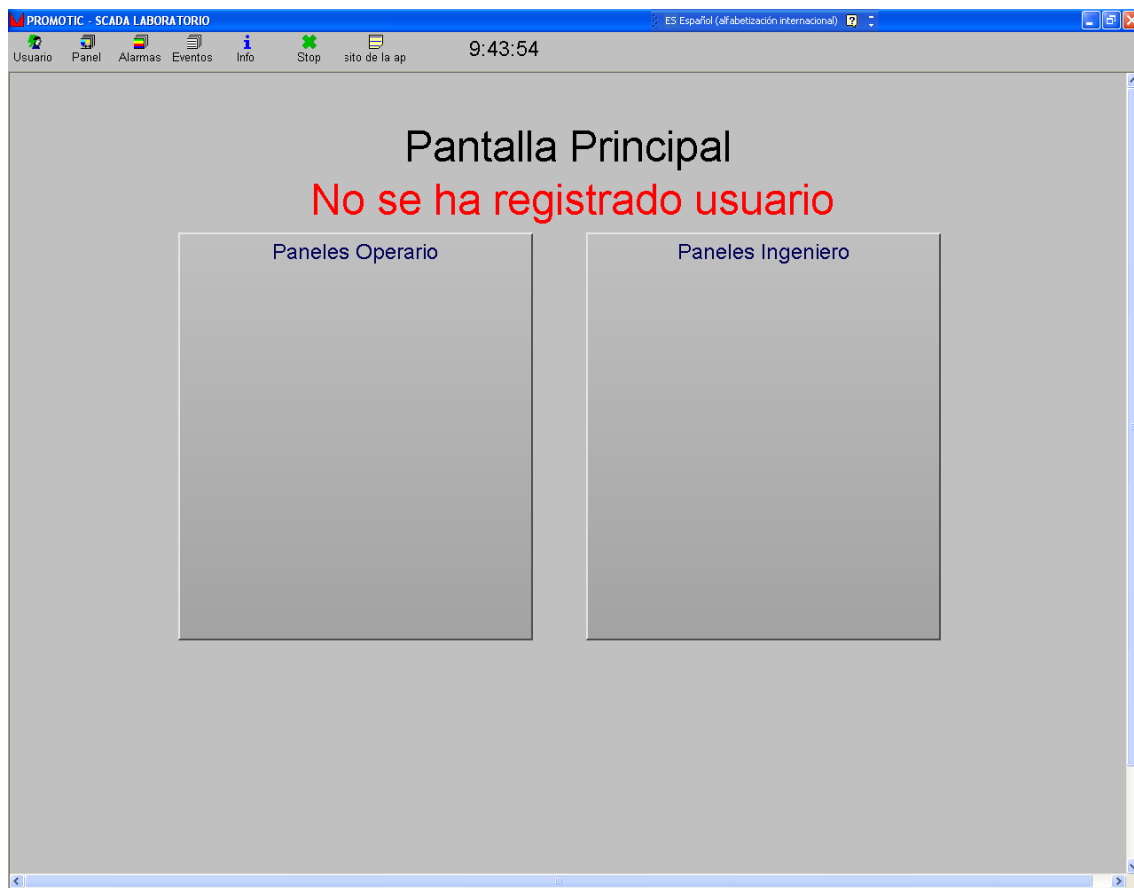 PROMOTIC - SCADA LABORATORIO
ES Español (alfabetización internacional)
Usuario Panel Alarmas Eventos Info Stop sito de la ap
9:43:54
Pantalla Principal
No se ha registrado usuario
Paneles Operario
Paneles Ingeniero